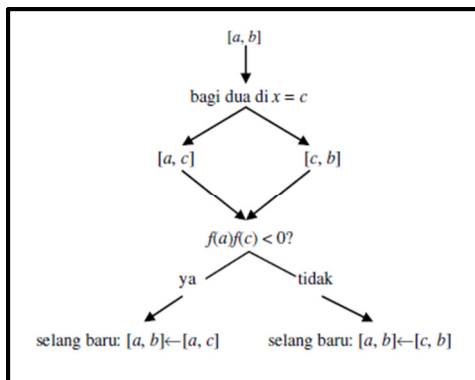 [a, b]
bagi dua di x = c
[a, c] [c, b]
f(a)f(c) < 0?
ya tidak
selang baru: [a, b]←[a, c] selang baru: [a, b]←[c, b]